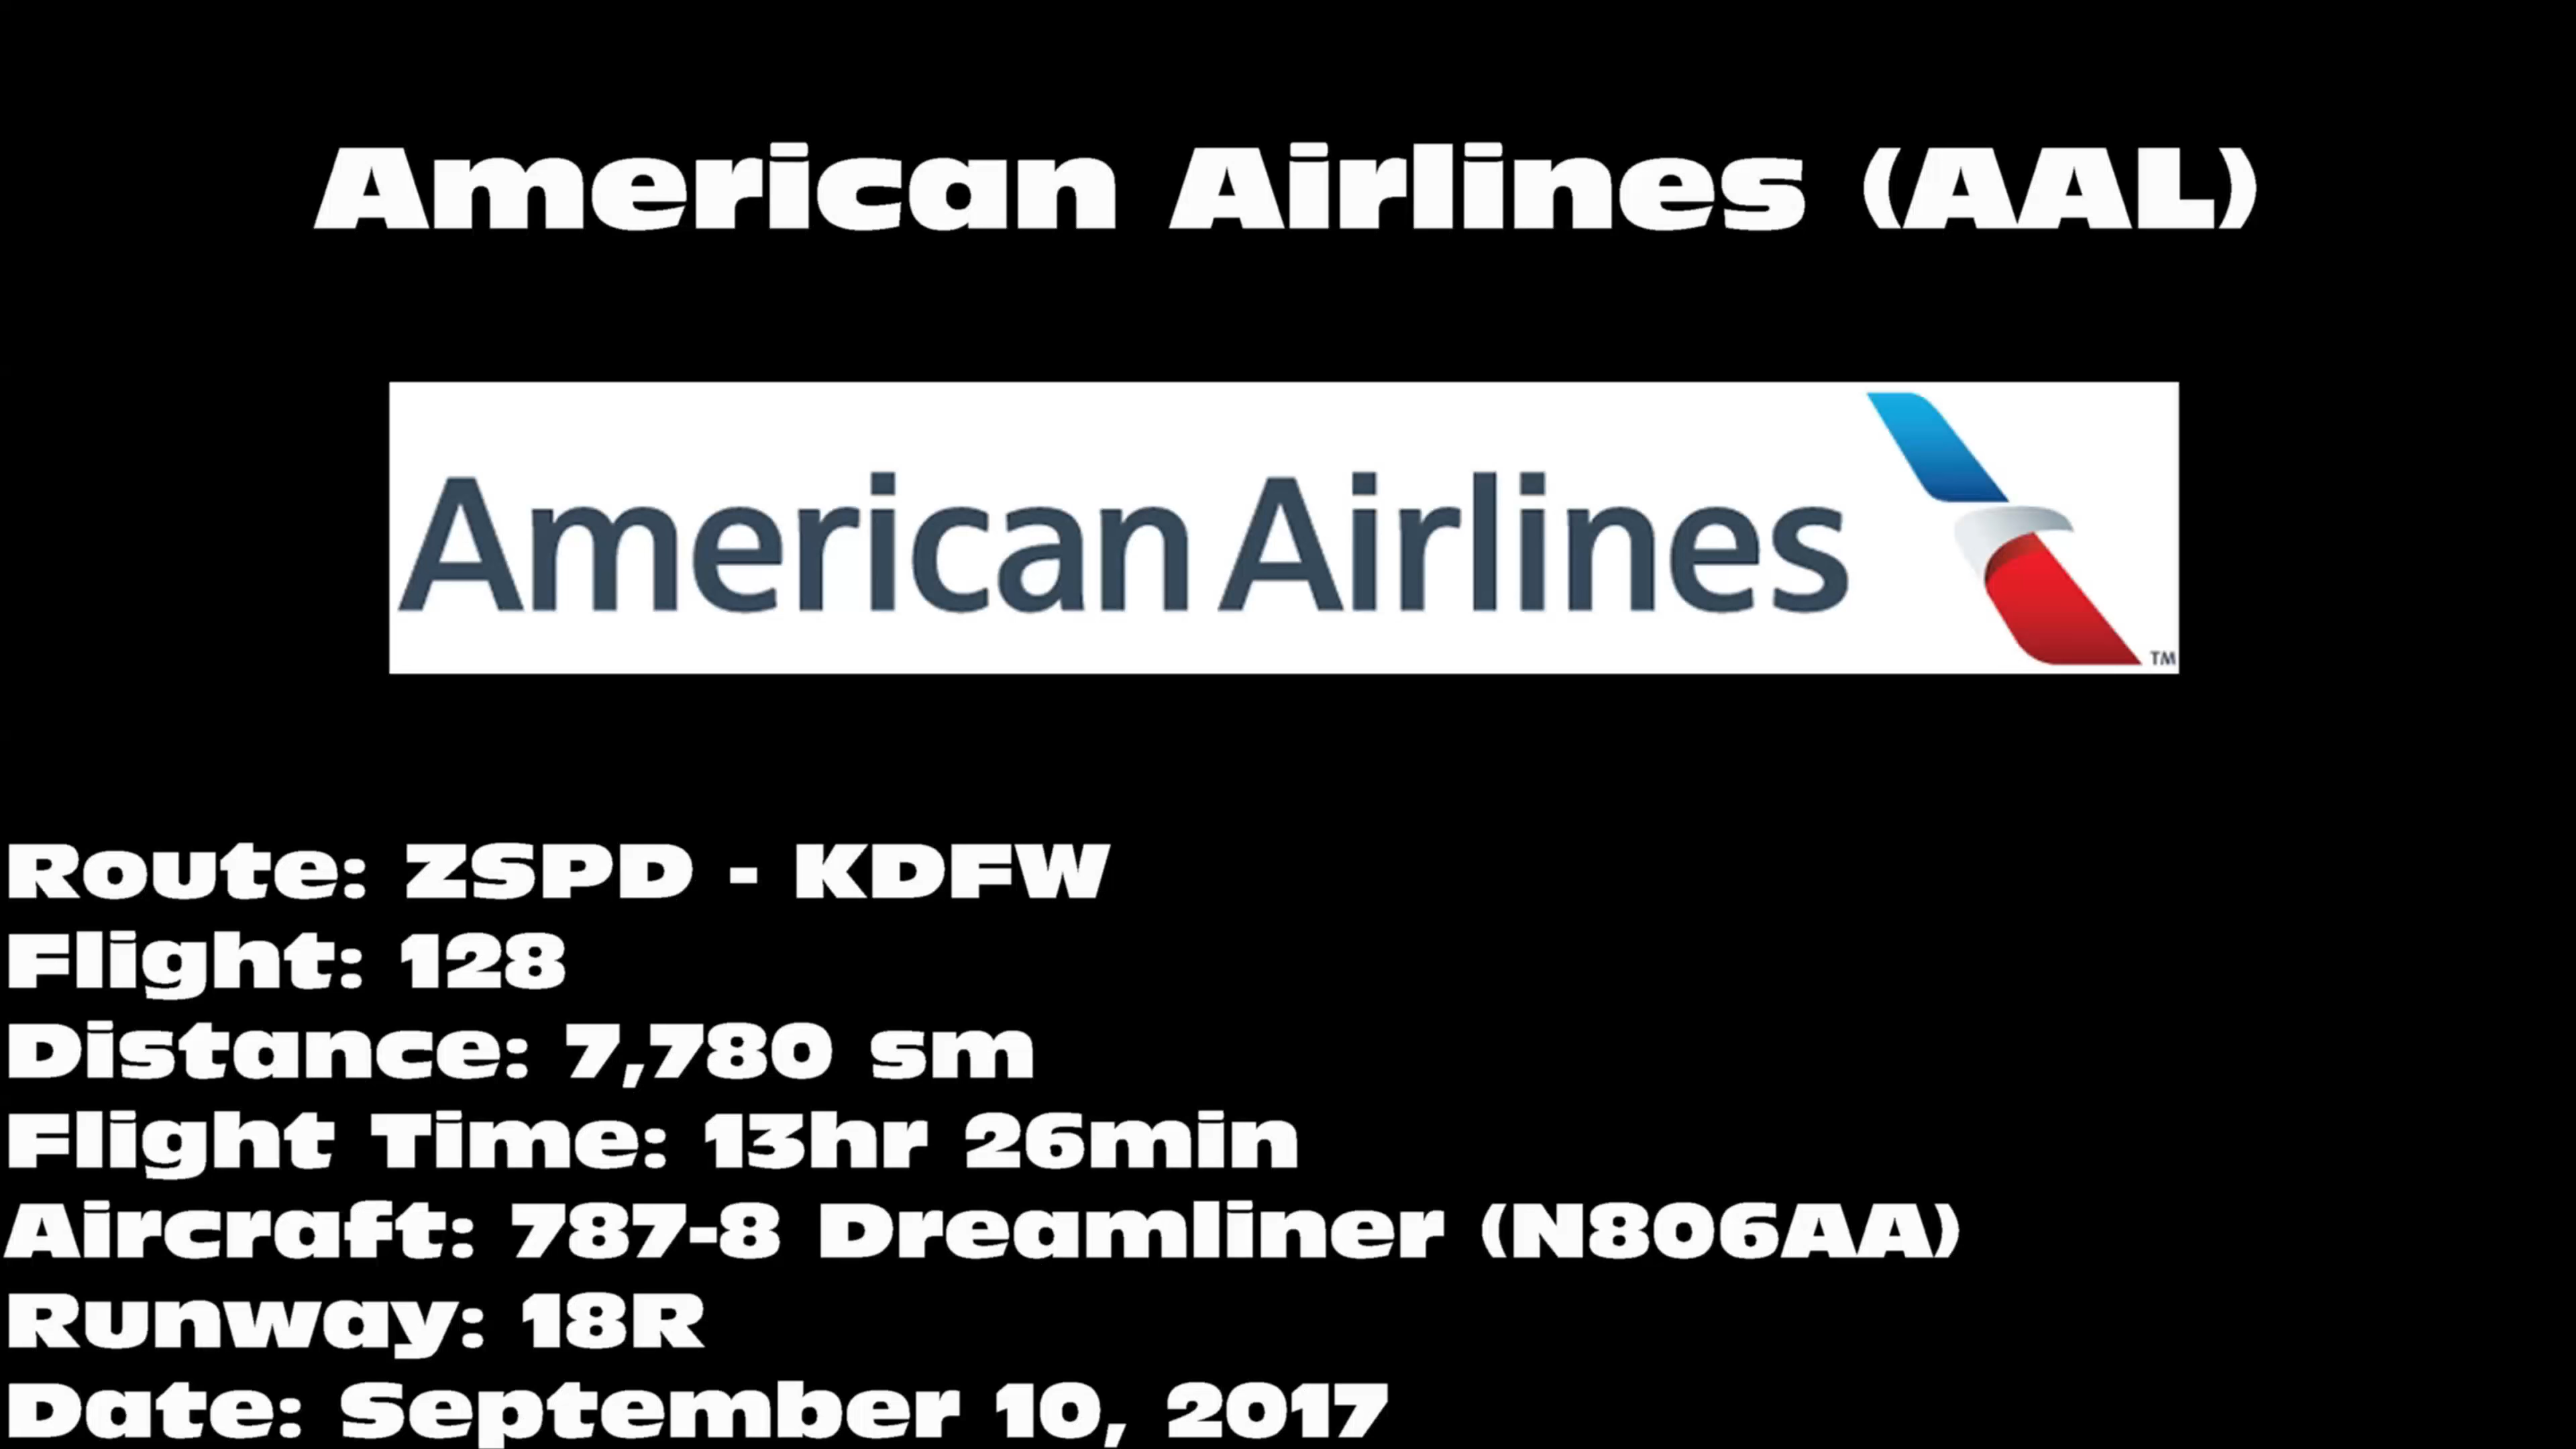 American Airlines (AAL)
American Airlines
TM
Route: ZSPD - KDFW
Flight: 128
Distance: 7,780 sm
Flight Time: 13hr 26min
Aircraft: 787-8 Dreamliner (N806AA)
Runway: 18R
Date: September 10, 2017